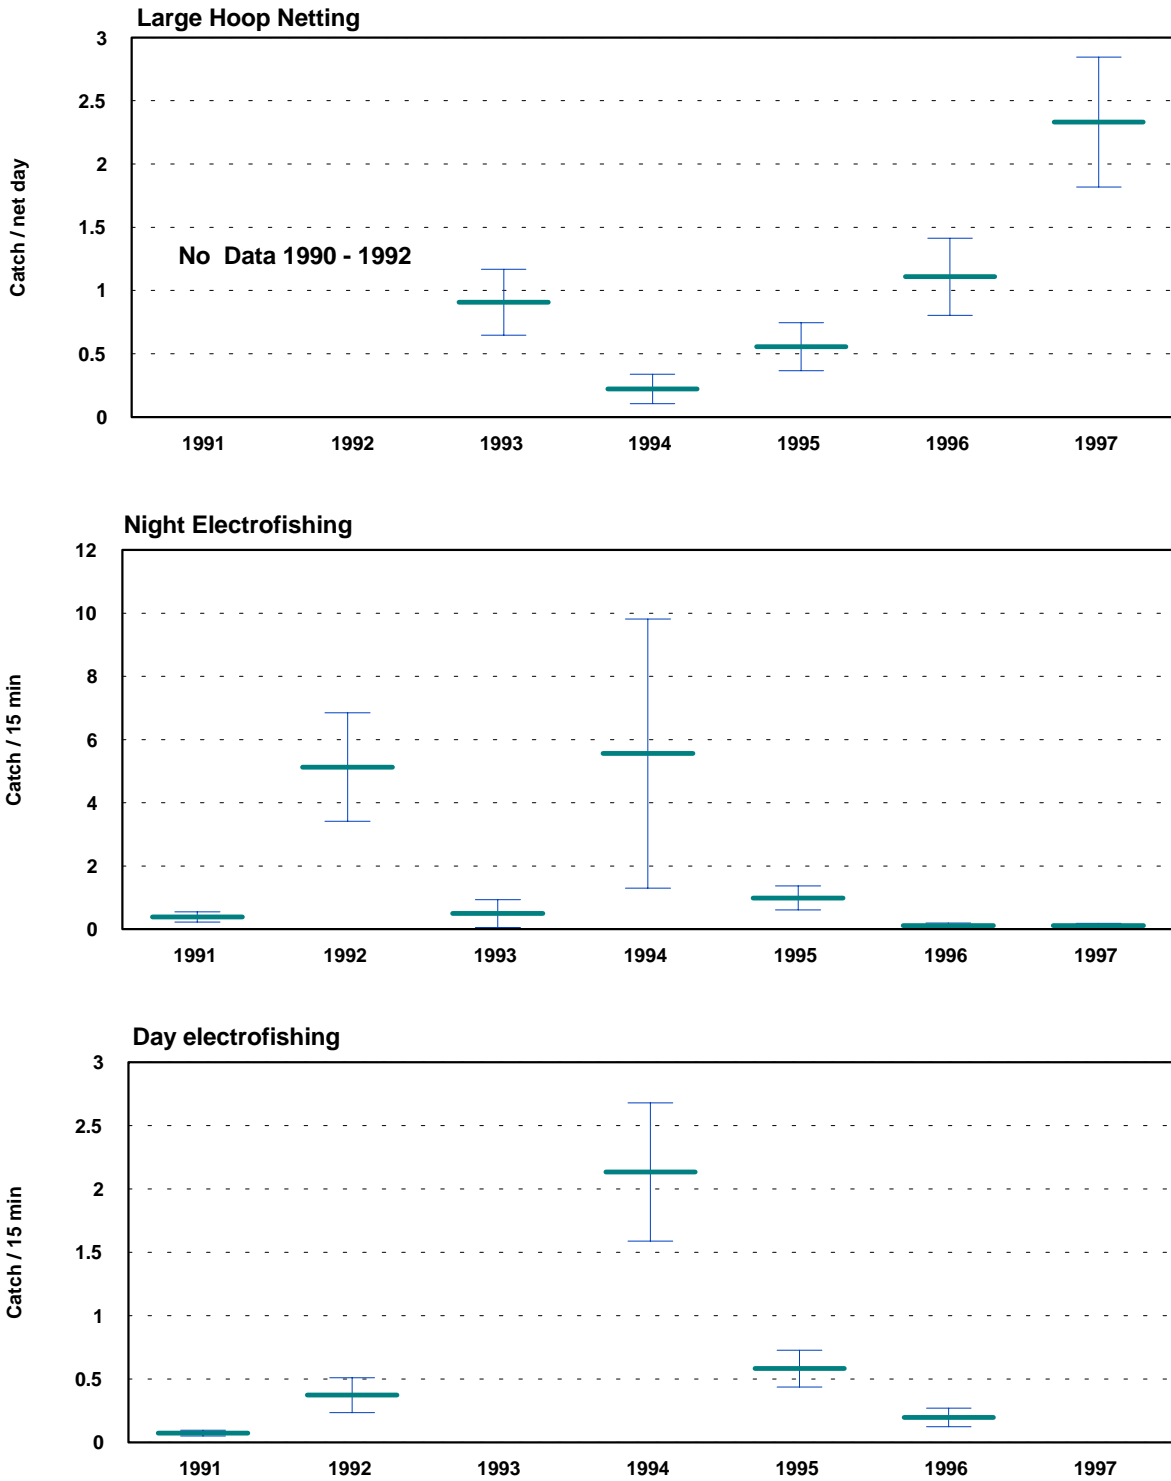 Large Hoop Netting
3
2.5
2
1.5
1
0.5
0
Catch / net day
No Data 1990 - 1992
1991 1992 1993 1994 1995 1996 1997
Night Electrofishing
12
10
8
6
4
2
0
Catch / 15 min
1991 1992 1993 1994 1995 1996 1997
Day electrofishing
3
2.5
2
1.5
1
0.5
0
Catch / 15 min
1991 1992 1993 1994 1995 1996 1997